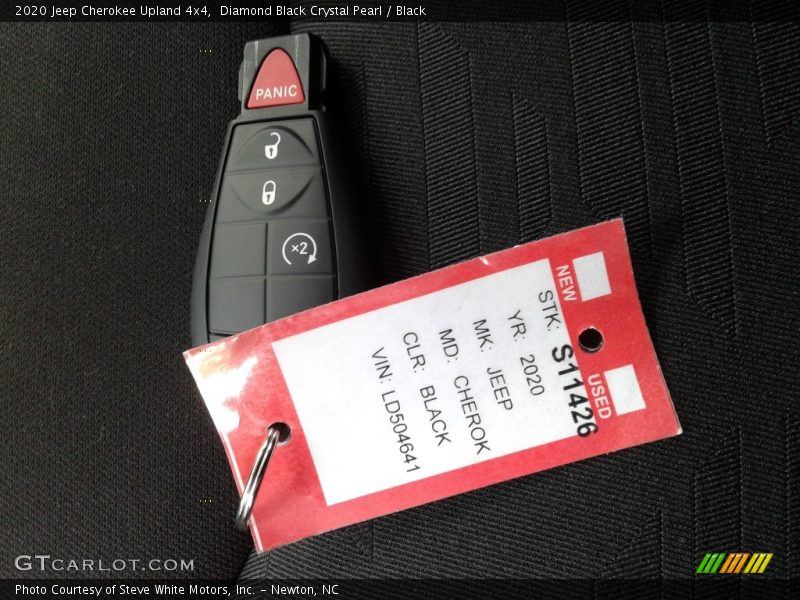 2020 Jeep Cherokee Upland 4x4,  Diamond Black Crystal Pearl / Black
PANIC
×2
NEW
USED
STK: S11426
YR: 2020
MK: JEEP
MD: CHEROK
CLR: BLACK
VIN: LD504641
GTCARLOT.COM
Photo Courtesy of Steve White Motors, Inc. – Newton, NC